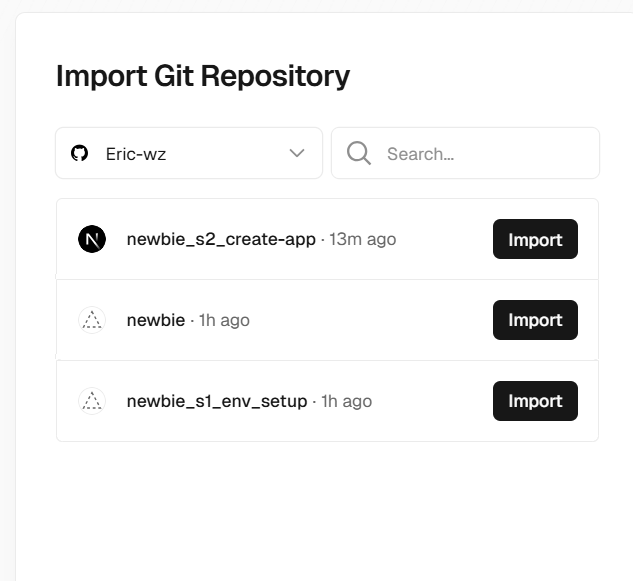 Import Git Repository
Eric-wz
Search...
newbie_s2_create-app · 13m ago
Import
newbie · 1h ago
Import
newbie_s1_env_setup · 1h ago
Import